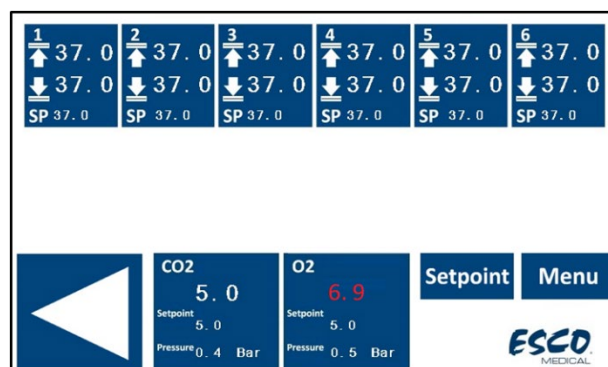 1 2 3 4 5 6
37.0 37.0 37.0 37.0 37.0 37.0
37.0 37.0 37.0 37.0 37.0 37.0
SP 37.0 SP 37.0 SP 37.0 SP 37.0 SP 37.0 SP 37.0
CO2 O2 Setpoint Menu
5.0 6.9
Setpoint Setpoint
5.0 5.0
Pressure 0.4 Bar Pressure 0.5 Bar
ESCO
MEDICAL